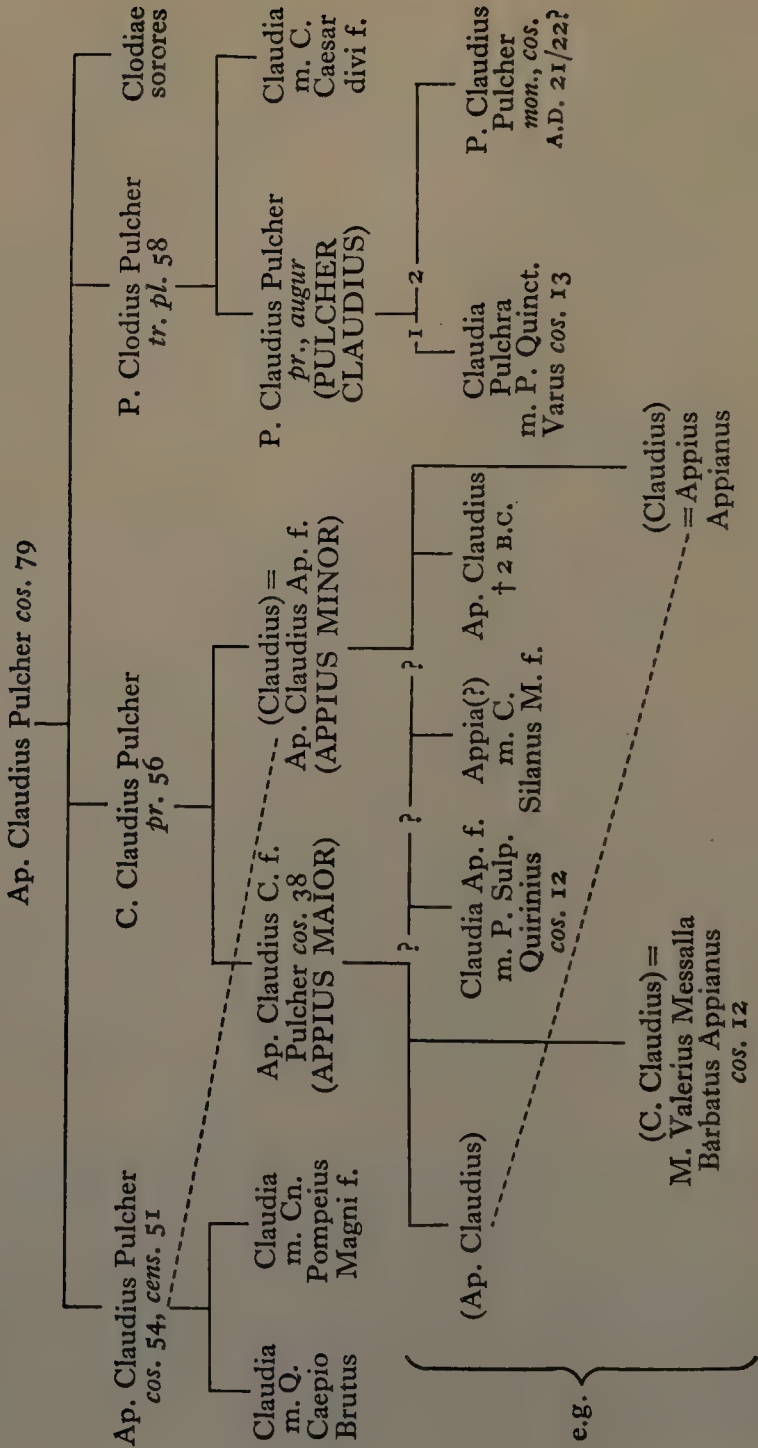 Ap. Claudius Pulcher cos. 79
Ap. Claudius Pulcher
cos. 54, cens. 51
C. Claudius Pulcher
pr. 56
P. Clodius Pulcher
tr. pl. 58
Clodiae
sorores
Claudia
m. Q.
Caepio
Brutus
Claudia
m. Cn.
Pompeius
Magni f.
Ap. Claudius C. f.
Pulcher cos. 38
(APPIUS MAIOR)
(Claudius) =
Ap. Claudius Ap. f.
(APPIUS MINOR)
P. Claudius Pulcher
pr., augur
(PULCHER
CLAUDIUS)
Claudia
m. C.
Caesar
divi f.
? ? ?
1 2
e.g.
(Ap. Claudius)
(C. Claudius) =
M. Valerius Messalla
Barbatus Appianus
cos. 12
Claudia Ap. f.
m. P. Sulp.
Quirinius
cos. 12
Appia(?)
m. C.
Silanus M. f.
Ap. Claudius
† 2 B.C.
(Claudius)
=Appius
Appianus
Claudia
Pulchra
m. P. Quinct.
Varus cos. 13
P. Claudius
Pulcher
mon., cos.
A.D. 21/22?